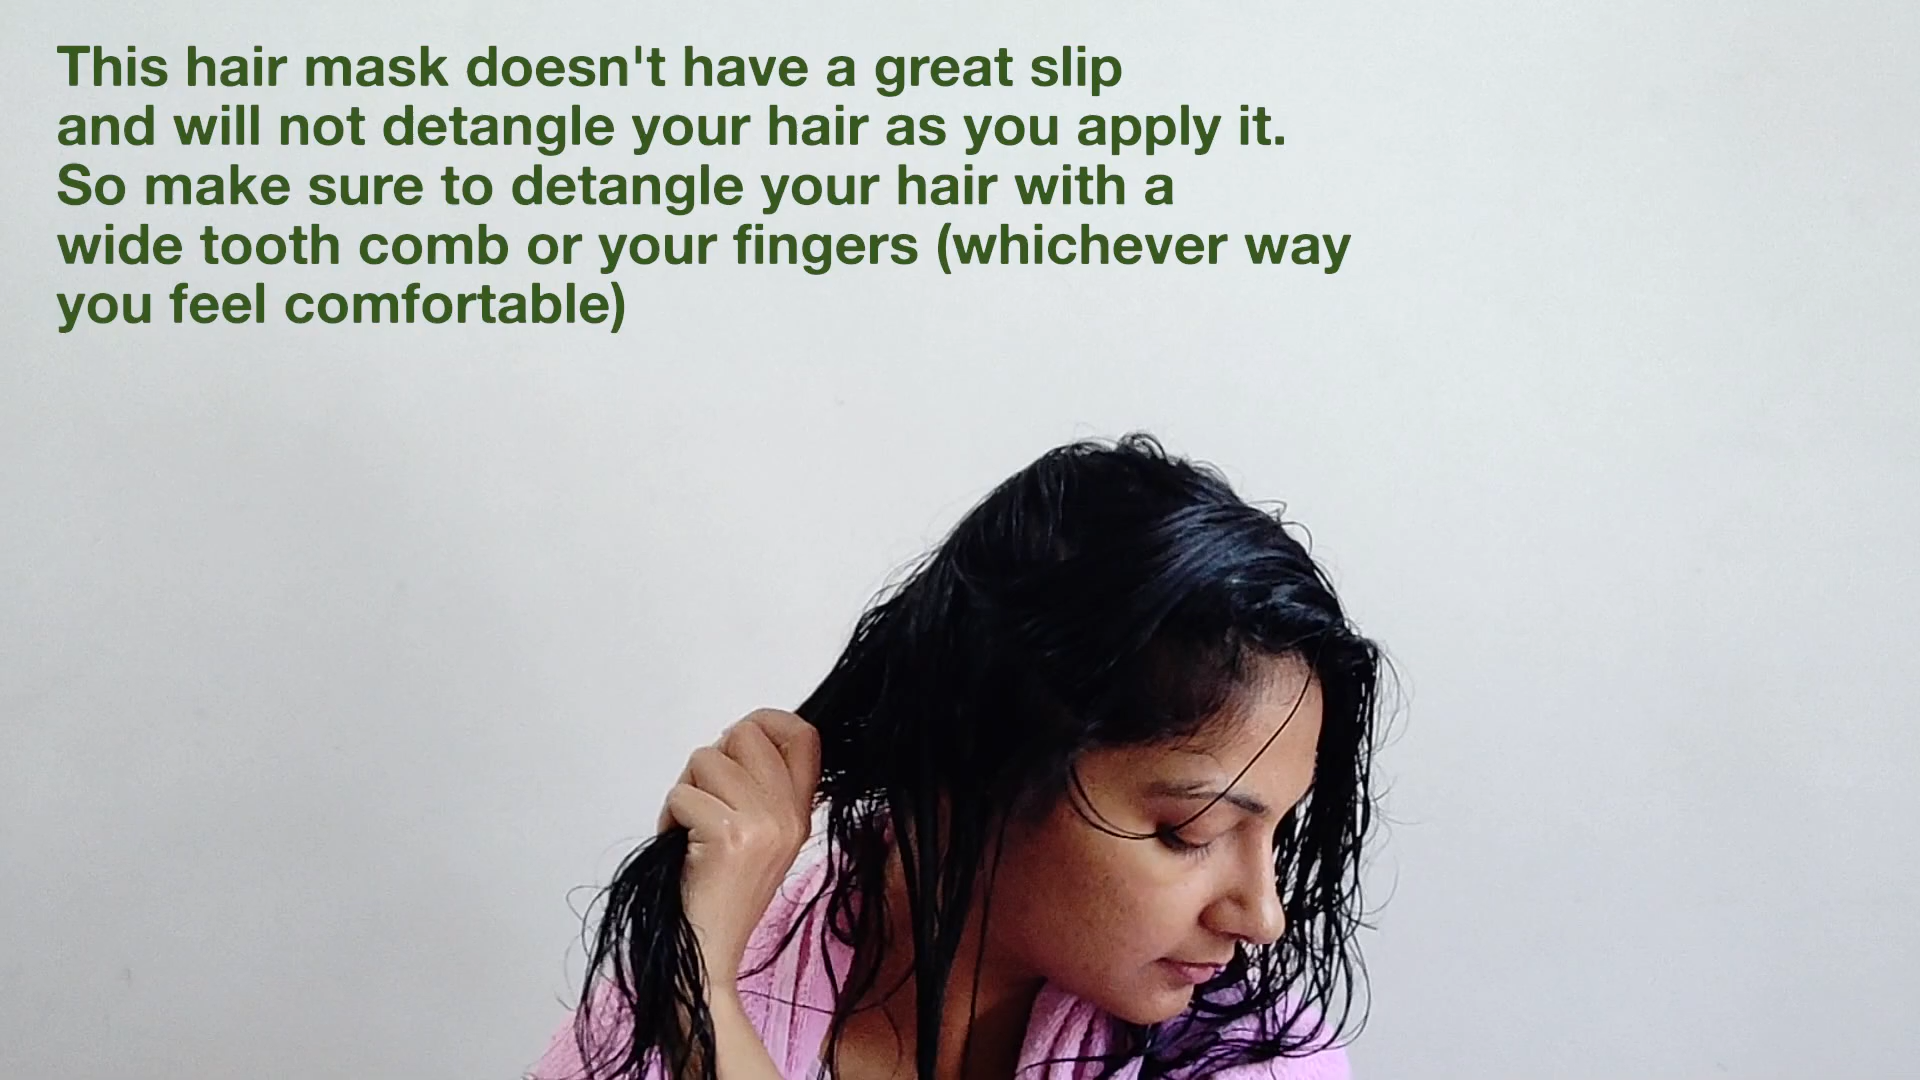 This hair mask doesn't have a great slip
and will not detangle your hair as you apply it.
So make sure to detangle your hair with a
wide tooth comb or your fingers (whichever way
you feel comfortable)